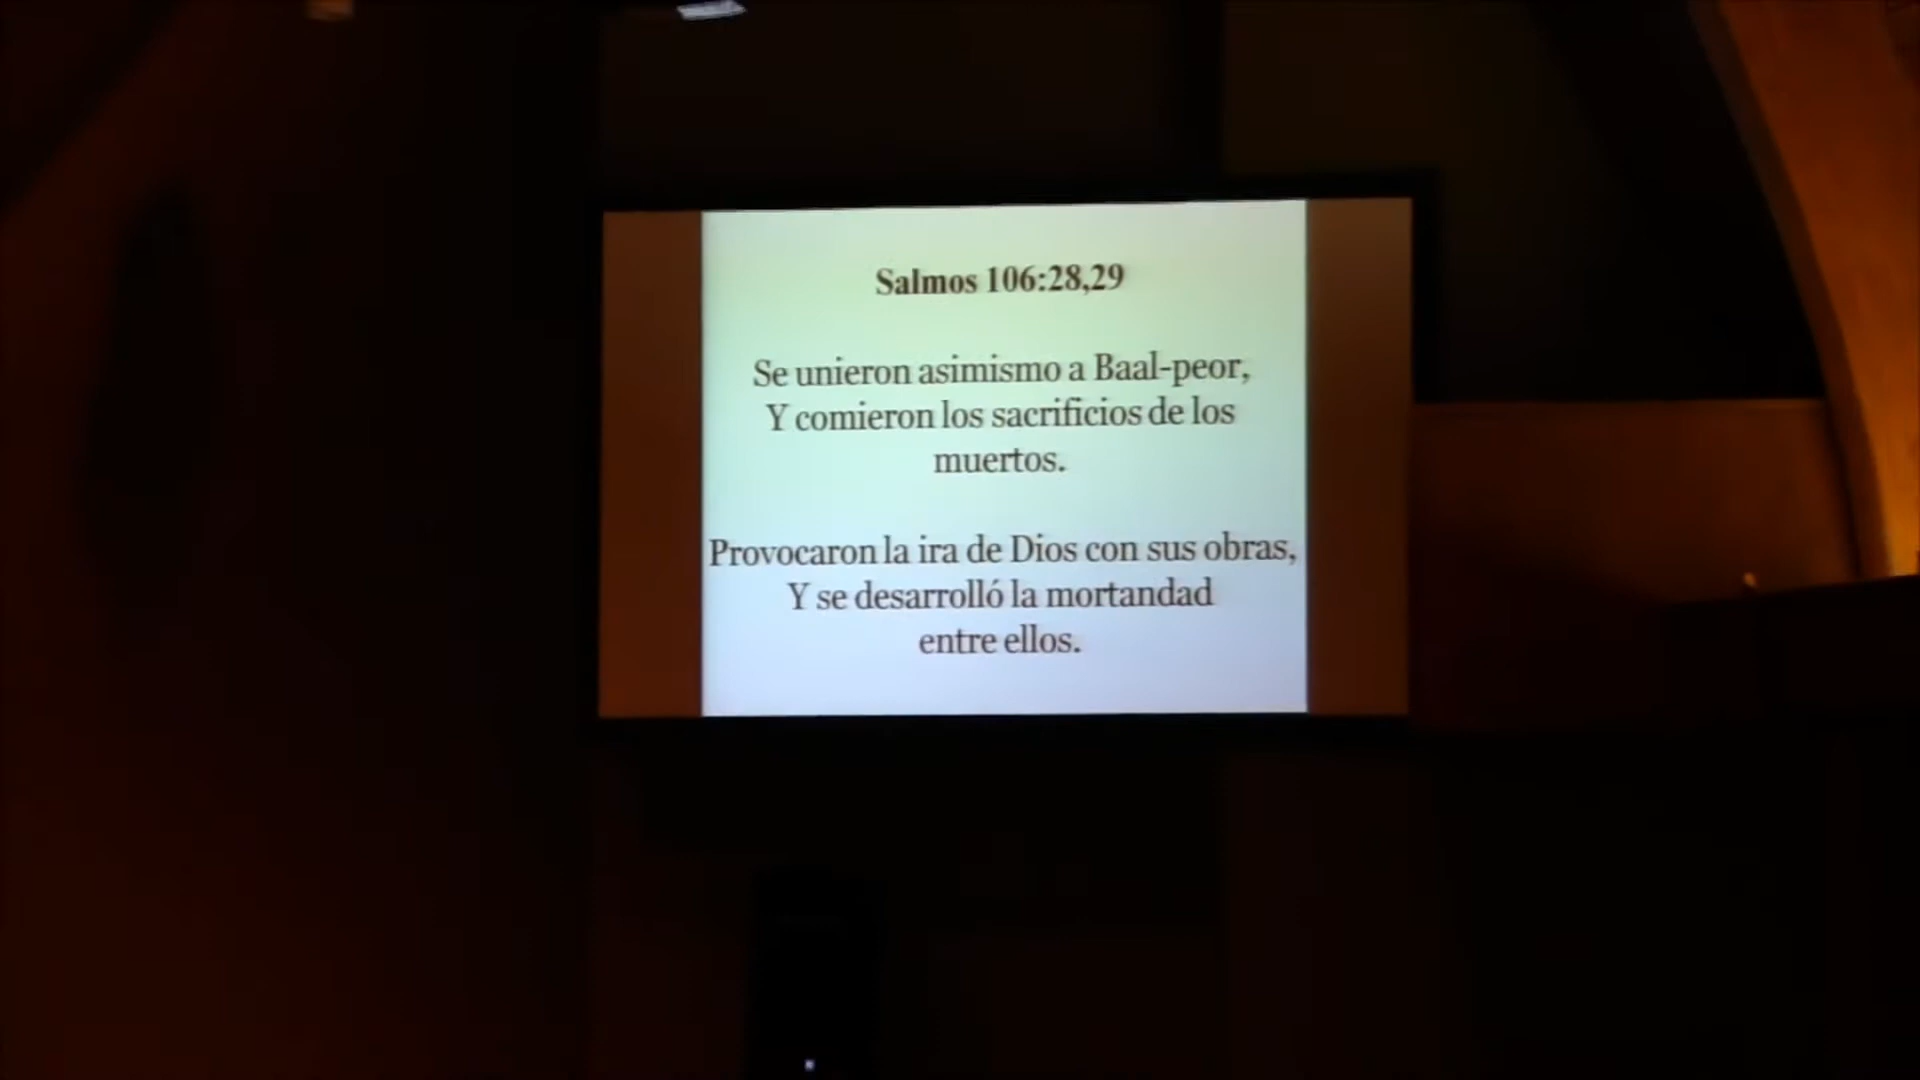 Salmos 106:28,29
Se unieron asimismo a Baal-peor,
Y comieron los sacrificios de los
muertos.
Provocaron la ira de Dios con sus obras,
Y se desarrolló la mortandad
entre ellos.